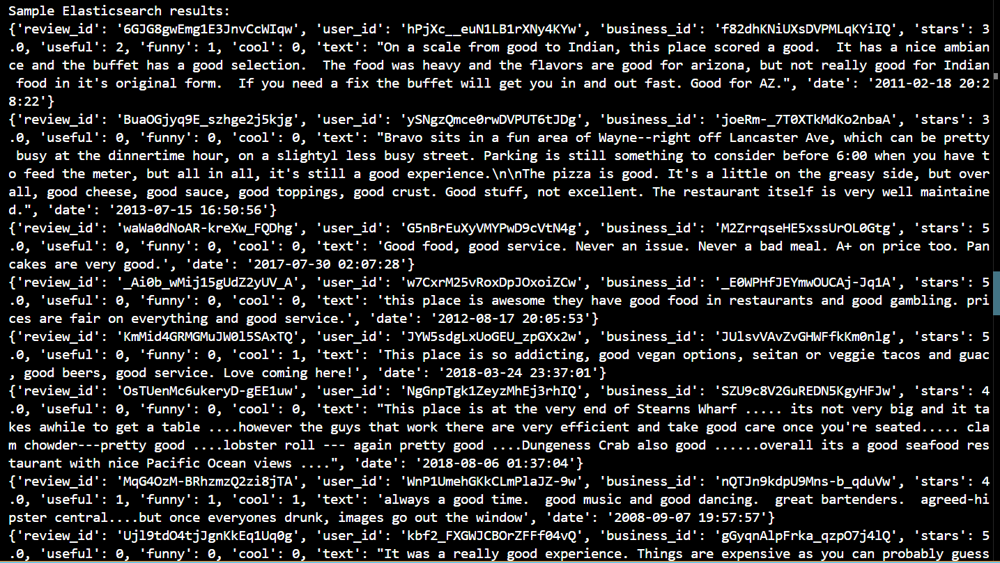 Sample Elasticsearch results:
{'review_id': '6GJG8gwEmg1E3JnvCcWIqw', 'user_id': 'hPjXc__euN1LB1rXNy4KYw', 'business_id': 'f82dhKNiUXsDVPMLqKYiIQ', 'stars': 3
.0, 'useful': 2, 'funny': 1, 'cool': 0, 'text': "On a scale from good to Indian, this place scored a good.  It has a nice ambian
ce and the buffet has a good selection.  The food was heavy and the flavors are good for arizona, but not really good for Indian
 food in it's original form.  If you need a fix the buffet will get you in and out fast. Good for AZ.", 'date': '2011-02-18 20:2
8:22'}
{'review_id': 'BuaOGjyq9E_szhge2j5kjg', 'user_id': 'ySNgzQmce0rwDVPUT6tJDg', 'business_id': 'joeRm-_7T0XTkMdKo2nbaA', 'stars': 3
.0, 'useful': 0, 'funny': 0, 'cool': 0, 'text': "Bravo sits in a fun area of Wayne--right off Lancaster Ave, which can be pretty
 busy at the dinnertime hour, on a slightyl less busy street. Parking is still something to consider before 6:00 when you have t
o feed the meter, but all in all, it's still a good experience.\n\nThe pizza is good. It's a little on the greasy side, but over
all, good cheese, good sauce, good toppings, good crust. Good stuff, not excellent. The restaurant itself is very well maintaine
d.", 'date': '2013-07-15 16:50:56'}
{'review_id': 'waWa0dNoAR-kreXw_FQDhg', 'user_id': 'G5nBrEuXyVMYPwD9cVtN4g', 'business_id': 'M2ZrrqseHE5xssUrOL0Gtg', 'stars': 5
.0, 'useful': 0, 'funny': 0, 'cool': 0, 'text': 'Good food, good service. Never an issue. Never a bad meal. A+ on price too. Pan
cakes are very good.', 'date': '2017-07-30 02:07:28'}
{'review_id': '_Ai0b_wMij15gUdZ2yUV_A', 'user_id': 'w7CxrM25vRoxDpJOxoiZCw', 'business_id': '_E0WPHfJEYmwOUCAj-Jq1A', 'stars': 5
.0, 'useful': 0, 'funny': 0, 'cool': 0, 'text': 'this place is awesome they have good food in restaurants and good gambling. pri
ces are fair on everything and good service.', 'date': '2012-08-17 20:05:53'}
{'review_id': 'KmMid4GRMGMuJW0l5SAxTQ', 'user_id': 'JYW5sdgLxUoGEU_zpGXx2w', 'business_id': 'JUlsvVAvZvGHWFfkKm0nlg', 'stars': 5
.0, 'useful': 0, 'funny': 0, 'cool': 1, 'text': 'This place is so addicting, good vegan options, seitan or veggie tacos and guac
, good beers, good service. Love coming here!', 'date': '2018-03-24 23:37:01'}
{'review_id': 'OsTUenMc6ukeryD-gEE1uw', 'user_id': 'NgGnpTgk1ZeyzMhEj3rhIQ', 'business_id': 'SZU9c8V2GuREDN5KgyHFJw', 'stars': 4
.0, 'useful': 0, 'funny': 0, 'cool': 0, 'text': "This place is at the very end of Stearns Wharf ..... its not very big and it ta
kes awhile to get a table ....however the guys that work there are very efficient and take good care once you're seated..... cla
m chowder---pretty good ....lobster roll --- again pretty good ....Dungeness Crab also good ......overall its a good seafood res
taurant with nice Pacific Ocean views ....", 'date': '2018-08-06 01:37:04'}
{'review_id': 'MqG4OzM-BRhzmzQ2zi8jTA', 'user_id': 'WnP1UmehGKkCLmPlaJZ-9w', 'business_id': 'nQTJn9kdpU9Mns-b_qduVw', 'stars': 4
.0, 'useful': 1, 'funny': 1, 'cool': 1, 'text': 'always a good time.  good music and good dancing.  great bartenders.  agreed-hi
pster central....but once everyones drunk, images go out the window', 'date': '2008-09-07 19:57:57'}
{'review_id': 'Ujl9tdO4tjJgnKkEq1Uq0g', 'user_id': 'kbf2_FXGWJCBOrZFFf04vQ', 'business_id': 'gGyqnAlpFrka_qzpO7j4lQ', 'stars': 5
.0, 'useful': 0, 'funny': 0, 'cool': 0, 'text': "It was a really good experience. Things are expensive as you can probably guess